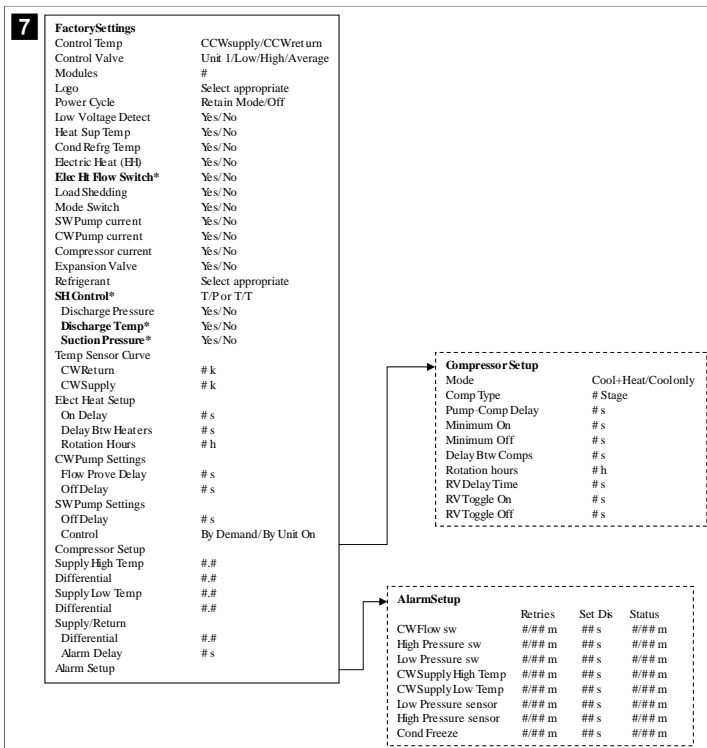 7
FactorySettings
Control Temp CCWsupply/CCWreturn
Control Valve Unit 1/Low/High/Average
Modules #
Logo Select appropriate
Power Cycle Retain Mode/Off
Low Voltage Detect Yes/No
Heat Sup Temp Yes/No
Cond Refrg Temp Yes/No
Electric Heat (EH) Yes/No
Elec Ht Flow Switch* Yes/No
Load Shedding Yes/No
Mode Switch Yes/No
SWPump current Yes/No
CWPump current Yes/No
Compressor current Yes/No
Expansion Valve Yes/No
Refrigerant Select appropriate
SH Control* T/P or T/T
Discharge Pressure Yes/No
Discharge Temp* Yes/No
Suction Pressure* Yes/No
Temp Sensor Curve
CWReturn # k
CWSupply # k
Elect Heat Setup
On Delay # s
Delay Btw Heaters # s
Rotation Hours # h
CWPump Settings
Flow Prove Delay # s
Off Delay # s
SWPump Settings
Off Delay # s
Control By Demand/By Unit On
Compressor Setup
Supply High Temp #.#
Differential #.#
Supply Low Temp #.#
Differential #.#
Supply/Return
Differential #.#
Alarm Delay # s
Alarm Setup
Compressor Setup
Mode Cool+Heat/Coolonly
Comp Type # Stage
Pump-Comp Delay # s
Minimum On # s
Minimum Off # s
Delay Btw Comps # s
Rotation hours # h
RV Delay Time # s
RV Toggle On # s
RV Toggle Off # s
AlarmSetup
Retries Set Dis Status
CWFlow sw #/## m ## s #/## m
High Pressure sw #/## m ## s #/## m
Low Pressure sw #/## m ## s #/## m
CWSupply High Temp #/## m ## s #/## m
CWSupply Low Temp #/## m ## s #/## m
Low Pressure sensor #/## m ## s #/## m
High Pressure sensor #/## m ## s #/## m
Cond Freeze #/## m ## s #/## m